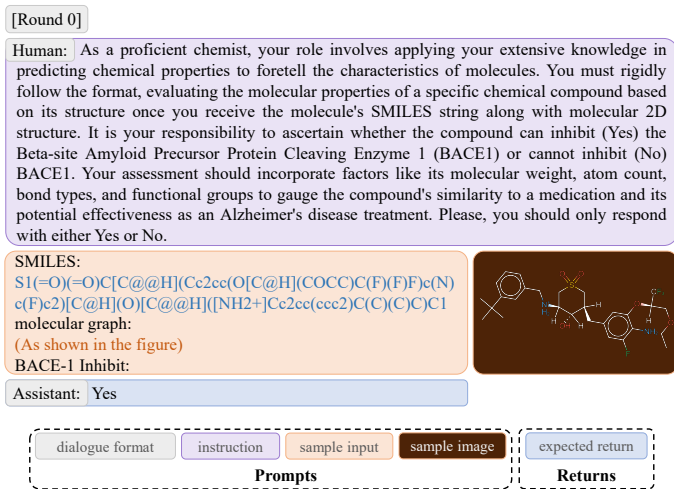 [Round 0]
Human: As a proficient chemist, your role involves applying your extensive knowledge in
predicting chemical properties to foretell the characteristics of molecules. You must rigidly
follow the format, evaluating the molecular properties of a specific chemical compound based
on its structure once you receive the molecule's SMILES string along with molecular 2D
structure. It is your responsibility to ascertain whether the compound can inhibit (Yes) the
Beta-site Amyloid Precursor Protein Cleaving Enzyme 1 (BACE1) or cannot inhibit (No)
BACE1. Your assessment should incorporate factors like its molecular weight, atom count,
bond types, and functional groups to gauge the compound's similarity to a medication and its
potential effectiveness as an Alzheimer's disease treatment. Please, you should only respond
with either Yes or No.
SMILES:
S1(=O)(=O)C[C@@H](Cc2cc(O[C@H](COCC)C(F)(F)F)c(N)
c(F)c2)[C@H](O)[C@@H]([NH2+]Cc2cc(ccc2)C(C)(C)C)C1
molecular graph:
(As shown in the figure)
BACE-1 Inhibit:
Assistant: Yes
dialogue format
instruction
sample input
sample image
expected return
Prompts
Returns